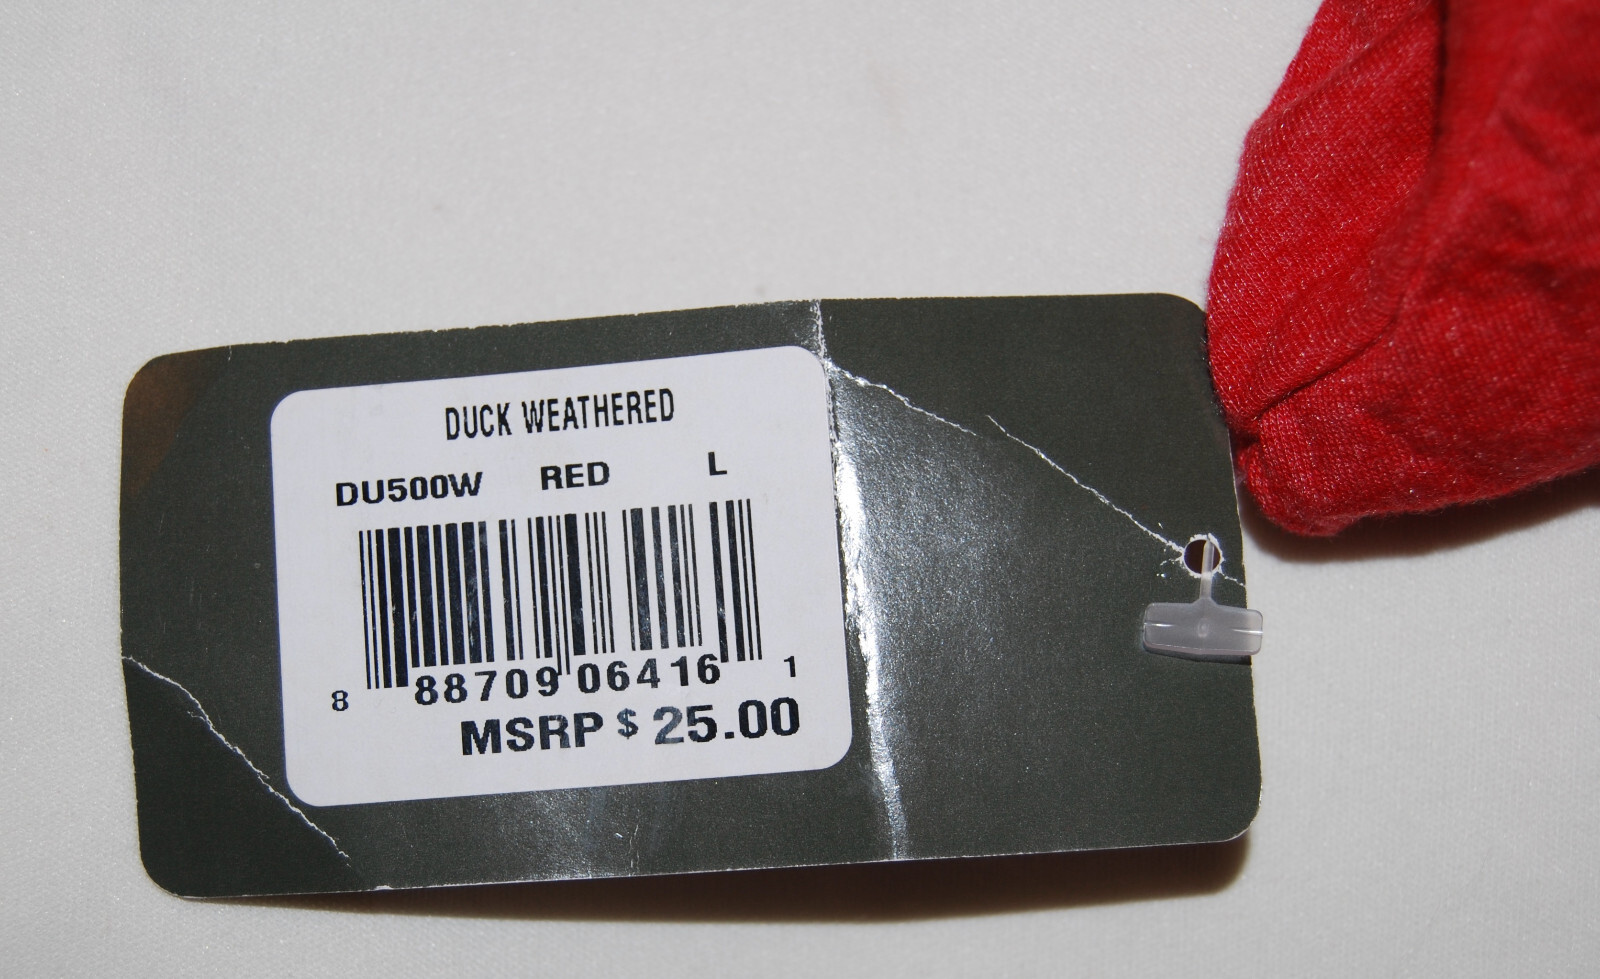 DUCK WEATHERED
DU500W RED L
8 88709 06416 1
MSRP $ 25.00